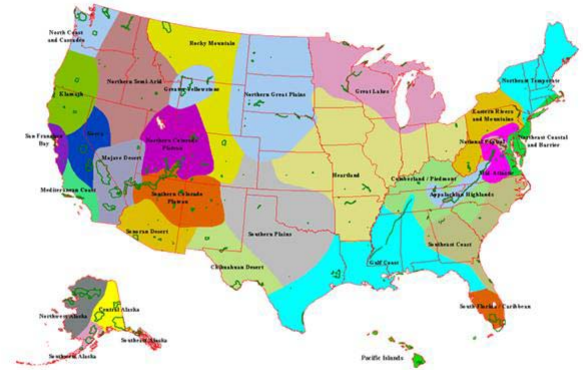 North Coast
and Cascades
Rocky Mountain
Klamath
Northern Semi-Arid
Greater Yellowstone
Northern Great Plains
Great Lakes
Northeast Temperate
Eastern Rivers
and Mountains
National Capital
Northeast Coastal
and Barrier
Mid-Atlantic
San Francisco
Bay
Sierra
Northern Colorado
Plateau
Mojave Desert
Mediterranean Coast
Heartland
Cumberland / Piedmont
Appalachian Highlands
Southern Colorado
Plateau
Sonoran Desert
Southern Plains
Southeast Coast
Chihuahuan Desert
Gulf Coast
South Florida / Caribbean
Northwest Alaska
Central Alaska
Southwest Alaska
Southeast Alaska
Pacific Islands